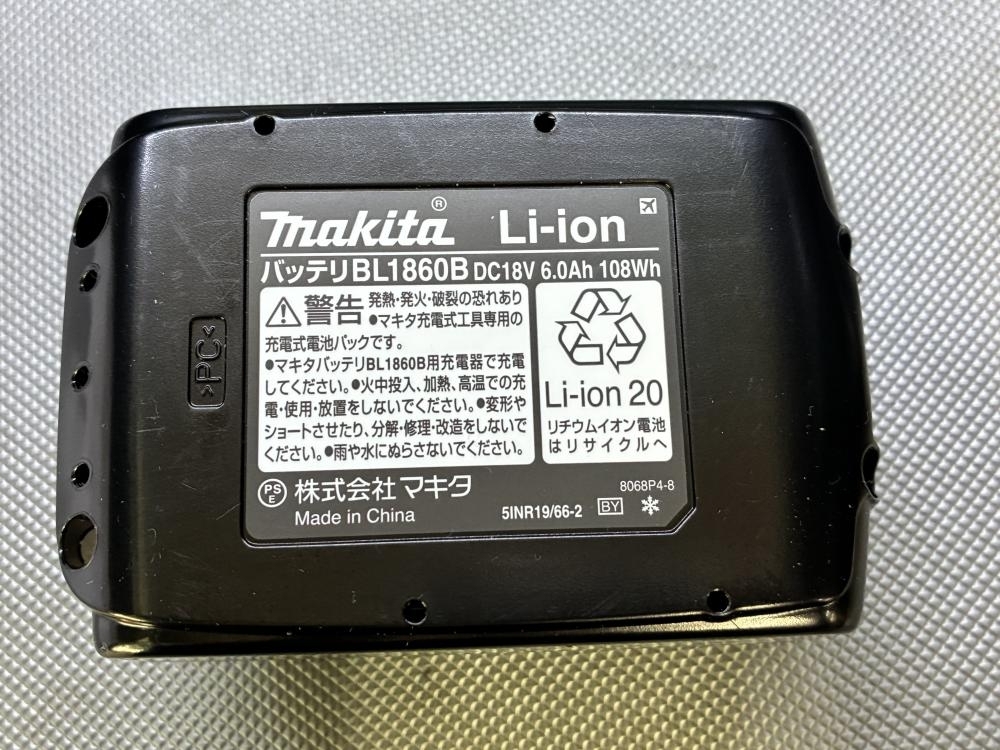 makita® Li-ion
バッテリBL1860B DC18V 6.0Ah 108Wh
警告 発熱・発火・破裂の恐れあり
●マキタ充電式工具専用の
充電式電池パックです。
●マキタバッテリBL1860B用充電器で充電
してください。●火中投入、加熱、高温での充
電・使用・放置をしないでください。●変形や
ショートさせたり、分解・修理・改造をしないで
ください。●雨や水にぬらさないでください。
Li-ion 20
リチウムイオン電池
はリサイクルへ
PS
E
株式会社マキタ
8068P4-8
Made in China
5INR19/66-2 BY
>PC<